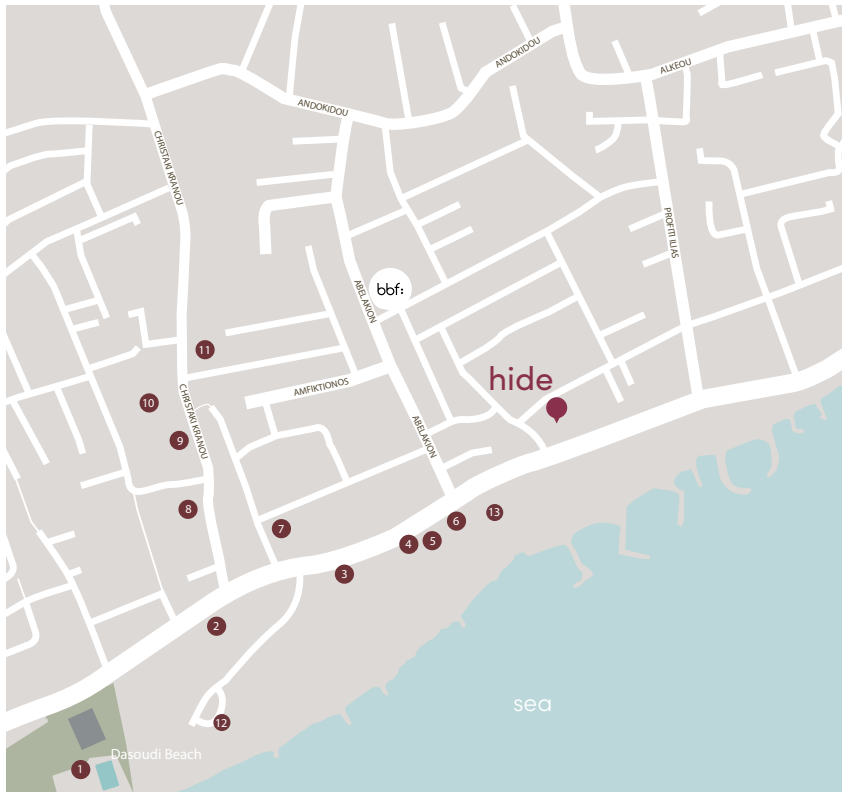 ANDOKIDOU
ALKEOU
ANDOKIDOU
CHRISTAKI KRANOU
PROFITI ILIAS
bbf:
ABELAKION
11
hide
AMFIKTIONOS
10
CHRISTAKI KRANOU
9
ABELAKION
8
13
6
7
5
4
3
2
sea
12
Dasoudi Beach
1